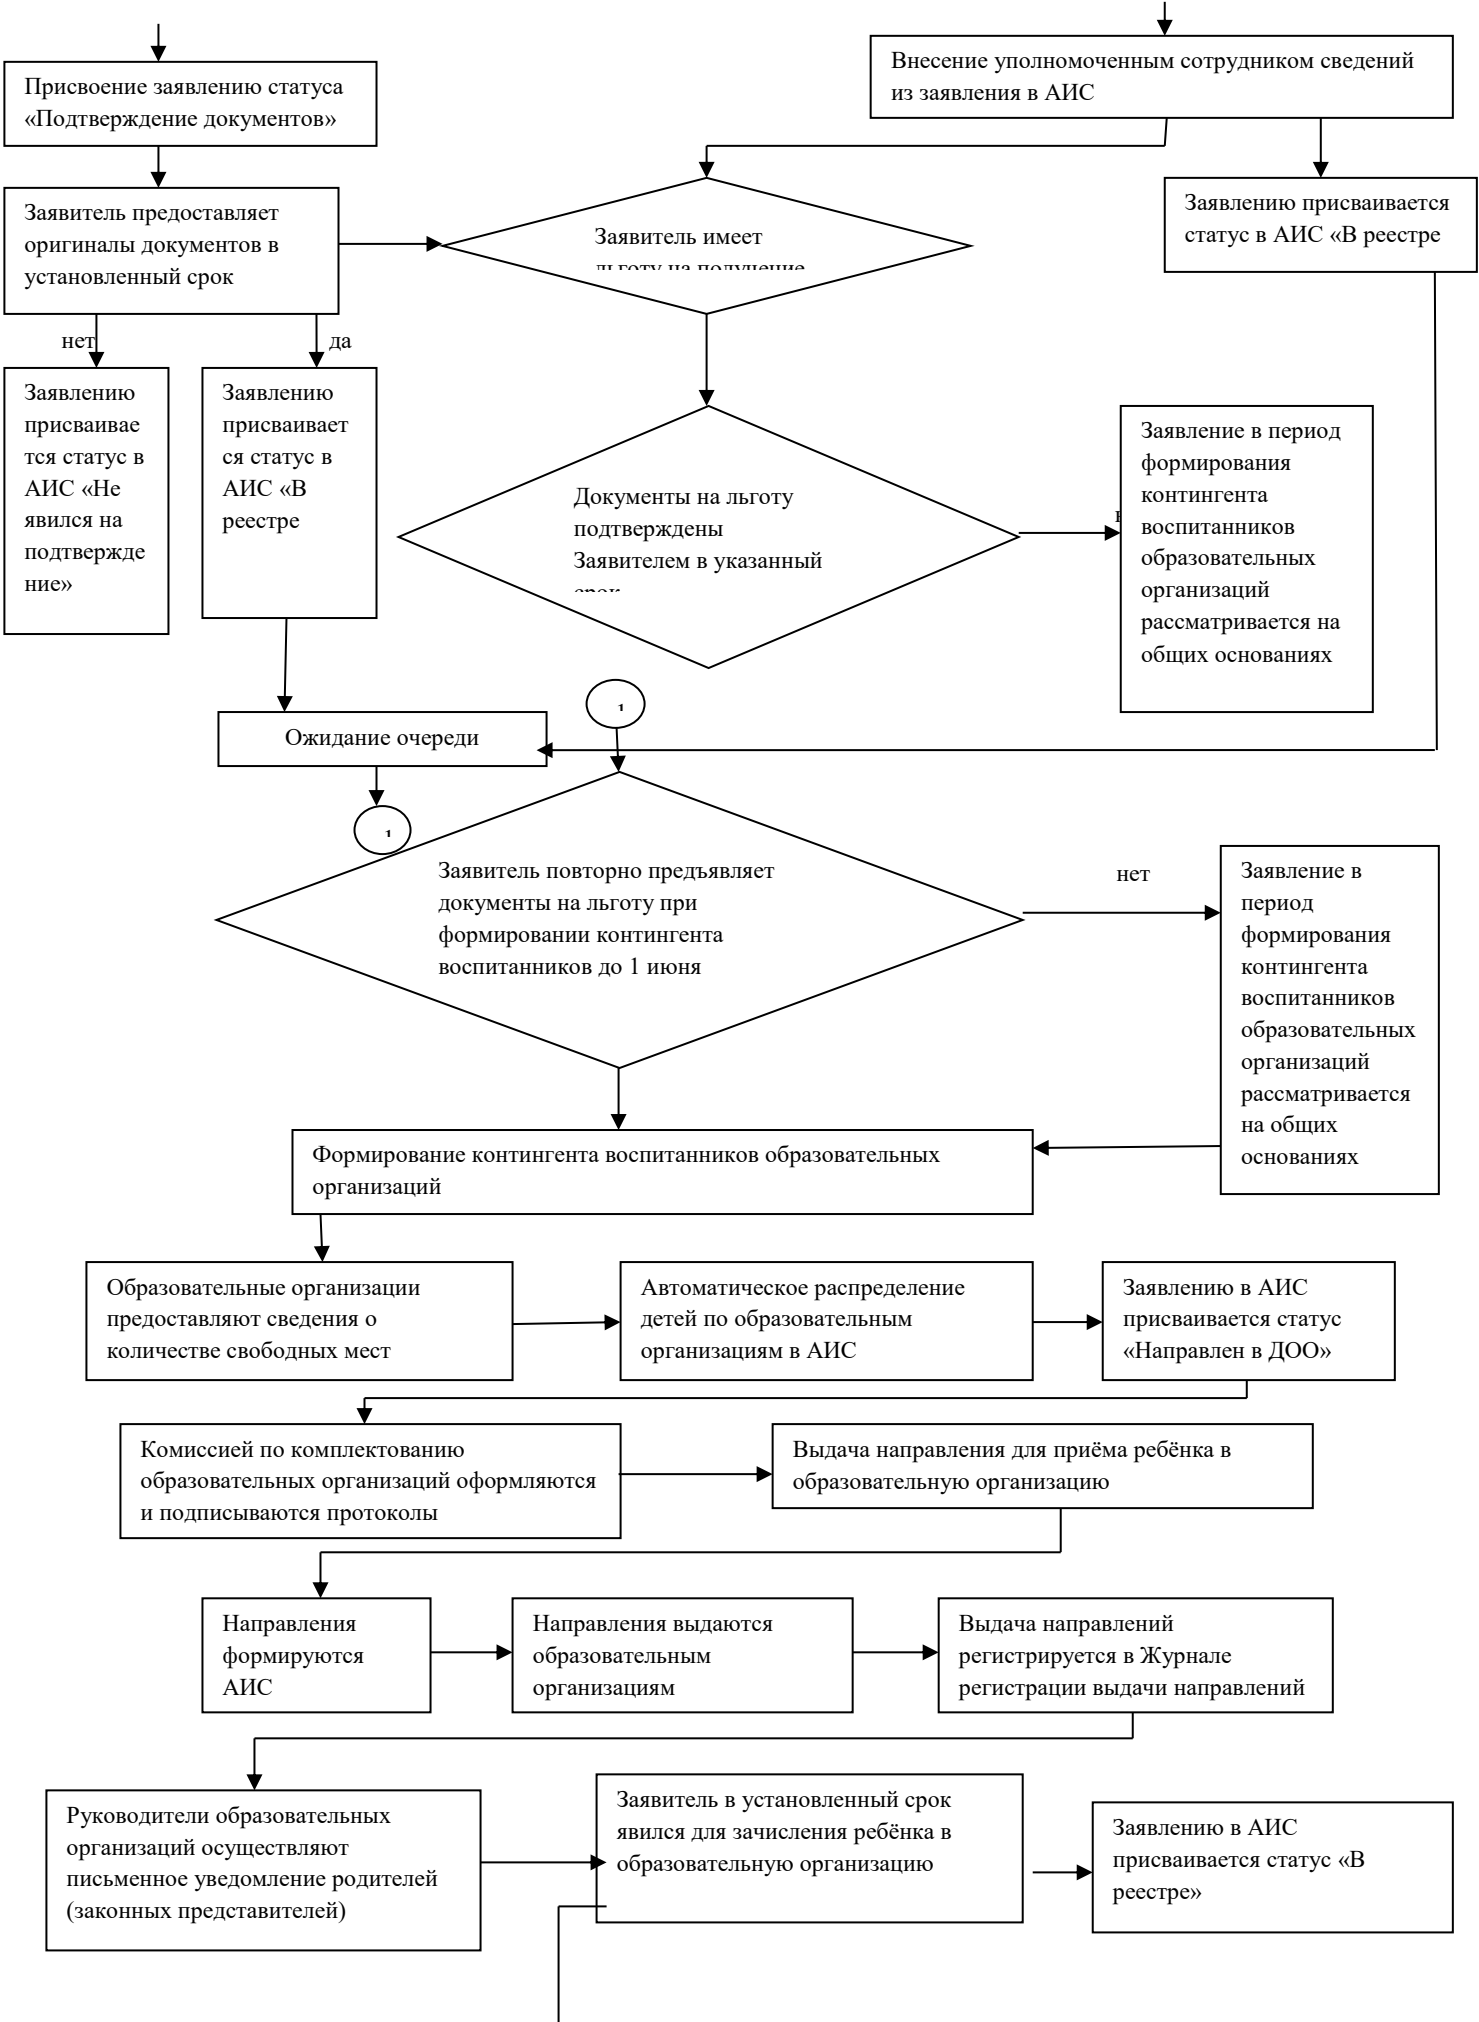 Внесение уполномоченным сотрудником сведений
из заявления в АИС
Присвоение заявлению статуса
«Подтверждение документов»
Заявителю предоставляет
оригиналы документов в
установленный срок
Заявитель имеет
льготу на получение
Заявлению присваивается
статус в АИС «В реестре
нет
да
Заявлению
присваивае
тся статус в
АИС «Не
явился на
подтвержде
ние»
Заявлению
присваивает
ся статус в
АИС «В
реестре
Документы на льготу
подтверждены
Заявителем в указанный
срок
Заявление в период
формирования
контингента
воспитанников
образовательных
организаций
рассматривается на
общих основаниях
1
Ожидание очереди
1
Заявитель повторно предъявляет
документы на льготу при
формировании контингента
воспитанников до 1 июня
нет
Заявление в
период
формирования
контингента
воспитанников
образовательных
организаций
рассматривается
на общих
основаниях
Формирование контингента воспитанников образовательных
организаций
Образовательные организации
предоставляют сведения о
количестве свободных мест
Автоматическое распределение
детей по образовательным
организациям в АИС
Заявлению в АИС
присваивается статус
«Направлен в ДОО»
Комиссией по комплектованию
образовательных организаций оформляются
и подписываются протоколы
Выдача направления для приёма ребёнка в
образовательную организацию
Направления
формируются
АИС
Направления выдаются
образовательным
организациям
Выдача направлений
регистрируется в Журнале
регистрации выдачи направлений
Руководители образовательных
организаций осуществляют
письменное уведомление родителей
(законных представителей)
Заявитель в установленный срок
явился для зачисления ребёнка в
образовательную организацию
Заявлению в АИС
присваивается статус «В
реестре»